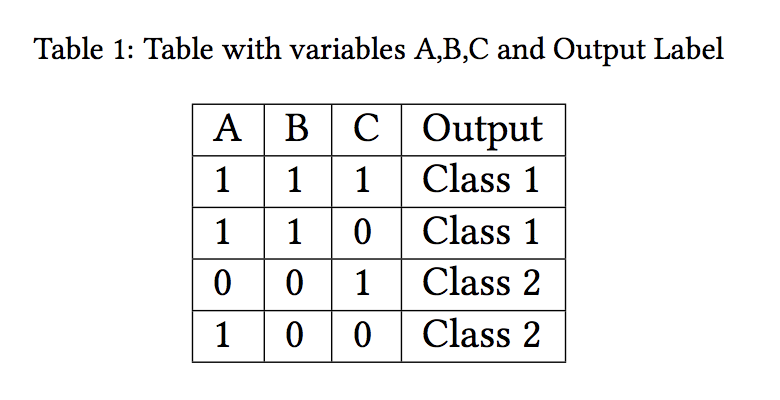 Table 1: Table with variables A,B,C and Output Label
A B C Output
1 1 1 Class 1
1 1 0 Class 1
0 0 1 Class 2
1 0 0 Class 2